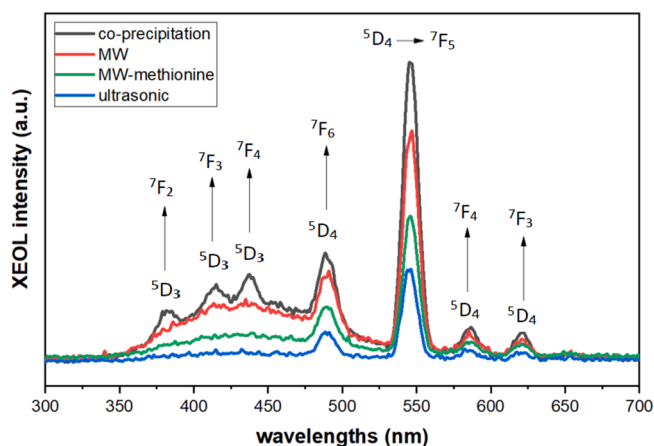 co-precipitation
MW
MW-methionine
ultrasonic
⁵D₄ → ⁷F₅
⁷F₆
⁷F₄
⁷F₃
⁷F₂
⁷F₄
⁷F₃
⁵D₃
⁵D₃
⁵D₃
⁵D₄
⁵D₄
⁵D₄
XEOL intensity (a.u.)
300 350 400 450 500 550 600 650 700
wavelengths (nm)